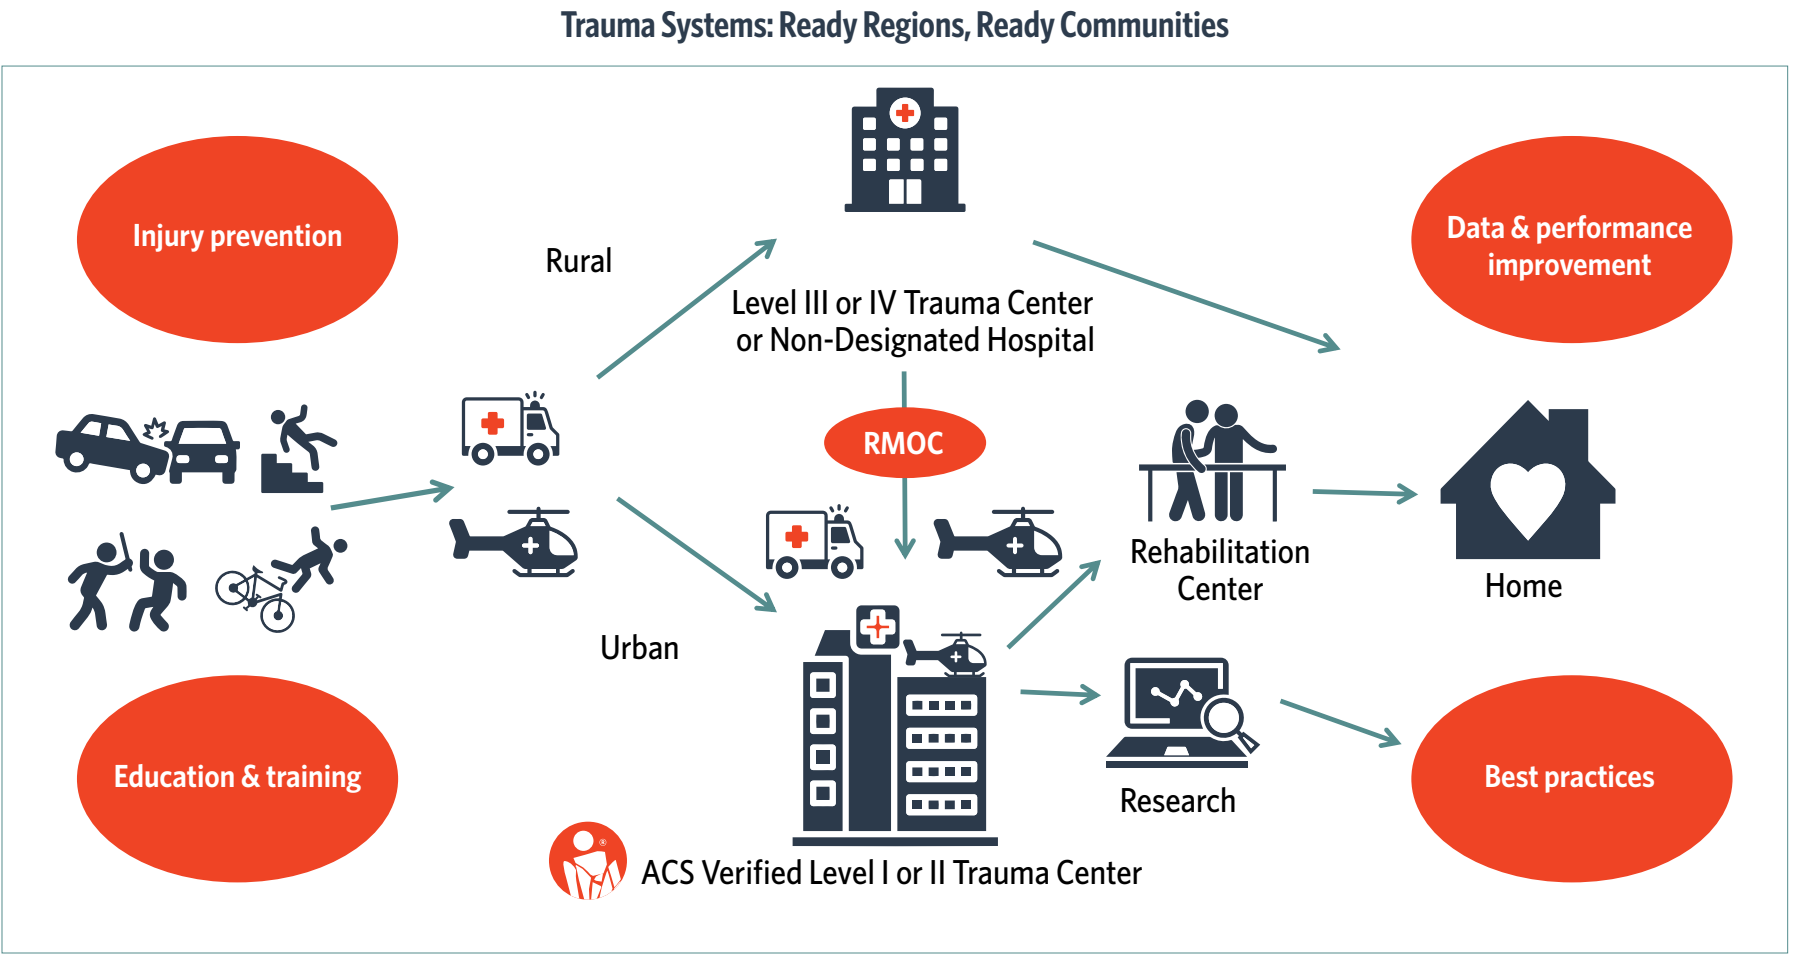 Trauma Systems: Ready Regions, Ready Communities
Injury prevention
Data & performance
improvement
Rural
Level III or IV Trauma Center
or Non-Designated Hospital
RMOC
Rehabilitation
Center
Home
Urban
Research
Education & training
Best practices
®
ACS Verified Level I or II Trauma Center